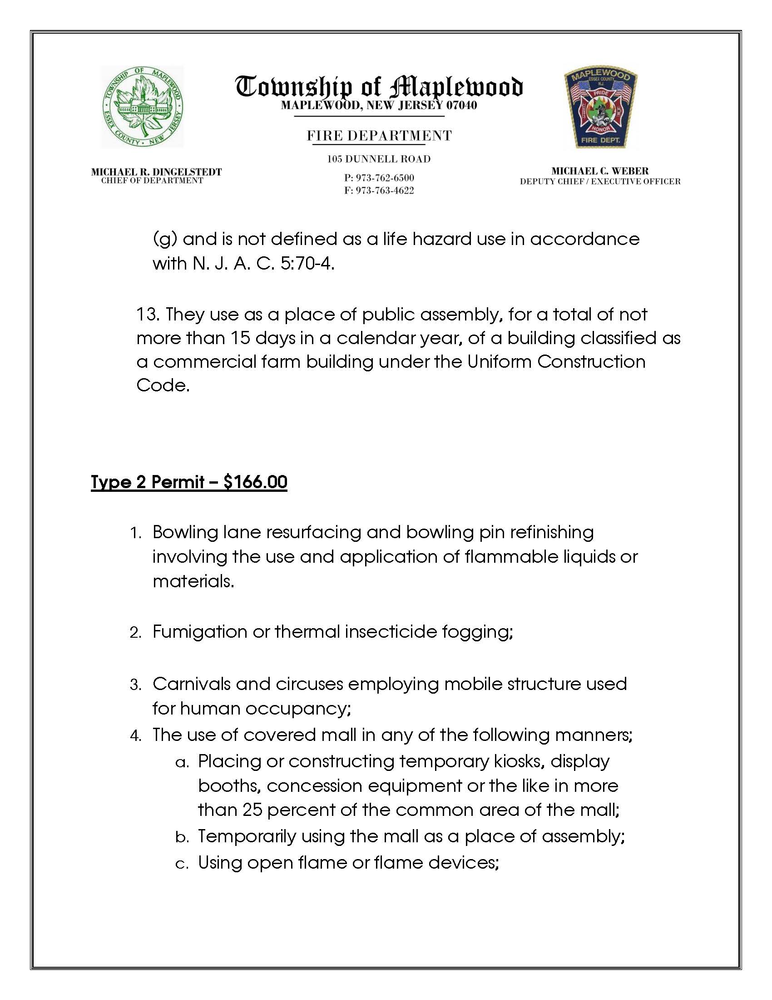 TOWNSHIP OF MAPLEWOOD
ESSEX COUNTY • NEW JERSEY
Township of Maplewood
MAPLEWOOD, NEW JERSEY 07040
FIRE DEPARTMENT
105 DUNNELL ROAD
P: 973-762-6500
F: 973-763-4622
MICHAEL R. DINGELSTEDT
CHIEF OF DEPARTMENT
MAPLEWOOD
ESSEX COUNTY
N.J.
PRIDE
HONOR
FIRE DEPT.
MICHAEL C. WEBER
DEPUTY CHIEF / EXECUTIVE OFFICER
(g) and is not defined as a life hazard use in accordance
with N. J. A. C. 5:70-4.
13. They use as a place of public assembly, for a total of not
more than 15 days in a calendar year, of a building classified as
a commercial farm building under the Uniform Construction
Code.
Type 2 Permit – $166.00
1. Bowling lane resurfacing and bowling pin refinishing
involving the use and application of flammable liquids or
materials.
2. Fumigation or thermal insecticide fogging;
3. Carnivals and circuses employing mobile structure used
for human occupancy;
4. The use of covered mall in any of the following manners;
a. Placing or constructing temporary kiosks, display
booths, concession equipment or the like in more
than 25 percent of the common area of the mall;
b. Temporarily using the mall as a place of assembly;
c. Using open flame or flame devices;